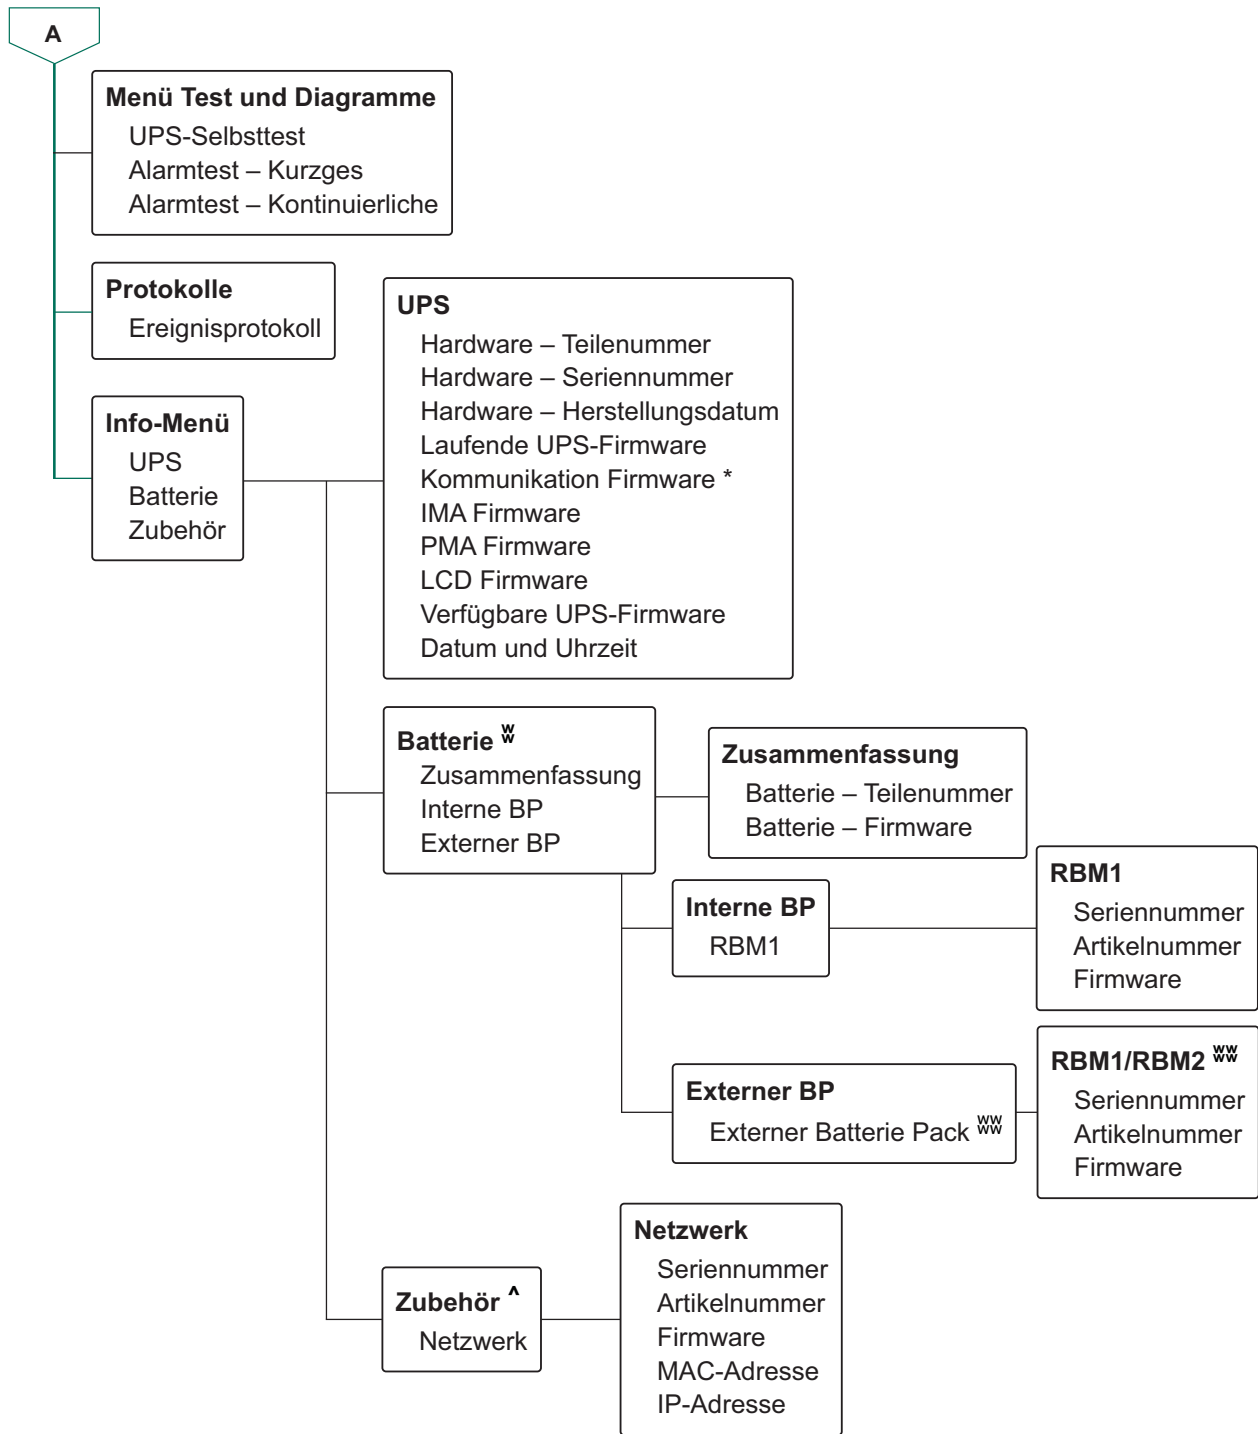 A
Menü Test und Diagramme
UPS-Selbsttest
Alarmtest – Kurzges
Alarmtest – Kontinuierliche
Protokolle
Ereignisprotokoll
Info-Menü
UPS
Batterie
Zubehör
UPS
Hardware – Teilenummer
Hardware – Seriennummer
Hardware – Herstellungsdatum
Laufende UPS-Firmware
Kommunikation Firmware *
IMA Firmware
PMA Firmware
LCD Firmware
Verfügbare UPS-Firmware
Datum und Uhrzeit
Batterie ʬ
Zusammenfassung
Interne BP
Externer BP
Zusammenfassung
Batterie – Teilenummer
Batterie – Firmware
Interne BP
RBM1
RBM1
Seriennummer
Artikelnummer
Firmware
Externer BP
Externer Batterie Pack ʬʬ
RBM1/RBM2 ʬʬ
Seriennummer
Artikelnummer
Firmware
Zubehör ^
Netzwerk
Netzwerk
Seriennummer
Artikelnummer
Firmware
MAC-Adresse
IP-Adresse